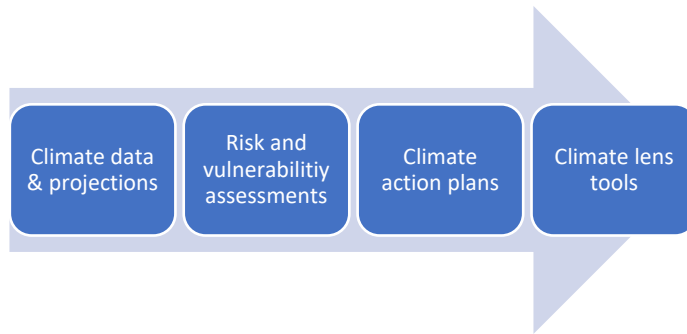 Climate data
& projections
Risk and
vulnerabilitiy
assessments
Climate
action plans
Climate lens
tools